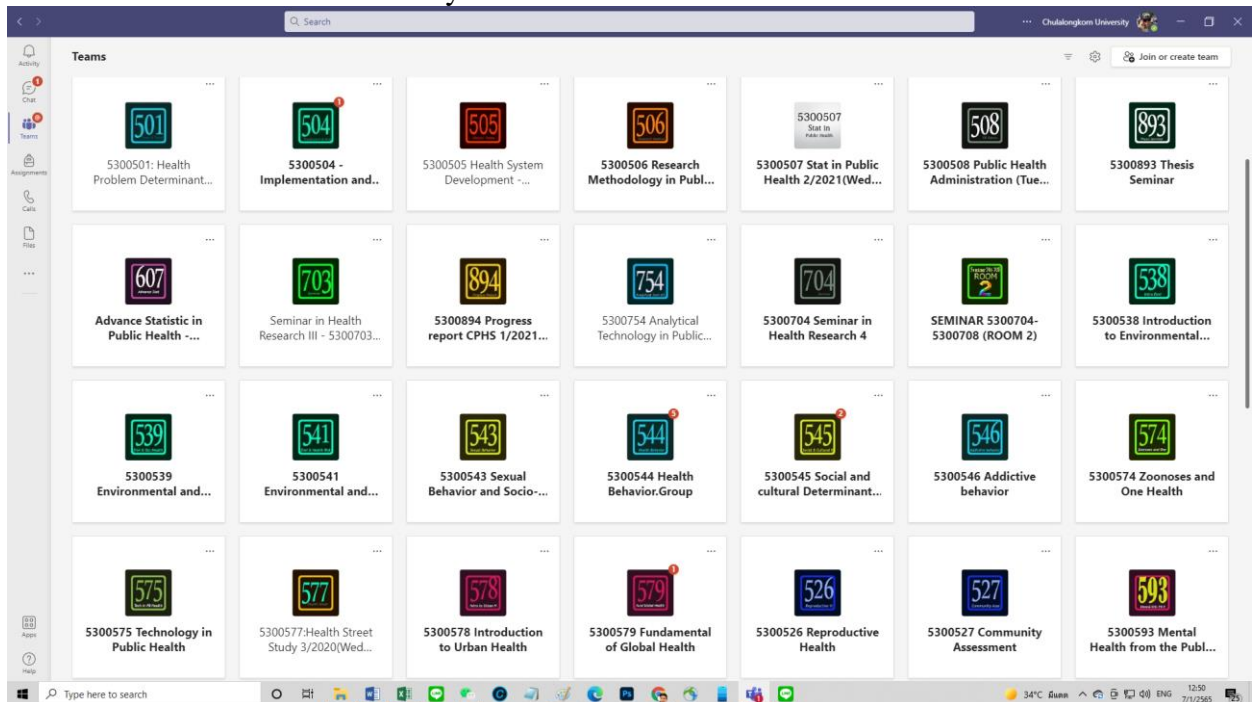 Search
Chulalongkorn University
Activity
Chat
1
Teams
Assignments
Calls
Files
Apps
Help
Teams
Join or create team
501
5300501: Health
Problem Determinant...
504
1
5300504 -
Implementation and..
505
5300505 Health System
Development -...
506
5300506 Research
Methodology in Publ...
5300507
Stat in
Public Health
5300507 Stat in Public
Health 2/2021(Wed...
508
5300508 Public Health
Administration (Tue...
893
5300893 Thesis
Seminar
607
Advance Statistic in
Public Health -...
703
Seminar in Health
Research III - 5300703...
894
5300894 Progress
report CPHS 1/2021...
754
5300754 Analytical
Technology in Public...
704
5300704 Seminar in
Health Research 4
ROOM
2
SEMINAR 5300704-
5300708 (ROOM 2)
538
5300538 Introduction
to Environmental...
539
5300539
Environmental and...
541
5300541
Environmental and...
543
5300543 Sexual
Behavior and Socio-...
544
5
5300544 Health
Behavior.Group
545
2
5300545 Social and
cultural Determinant...
546
5300546 Addictive
behavior
574
5300574 Zoonoses and
One Health
575
5300575 Technology in
Public Health
577
5300577:Health Street
Study 3/2020(Wed...
578
5300578 Introduction
to Urban Health
579
1
5300579 Fundamental
of Global Health
526
5300526 Reproductive
Health
527
5300527 Community
Assessment
593
5300593 Mental
Health from the Publ...
Type here to search
34°C มีแดด
ENG
12:50
7/1/2565
25